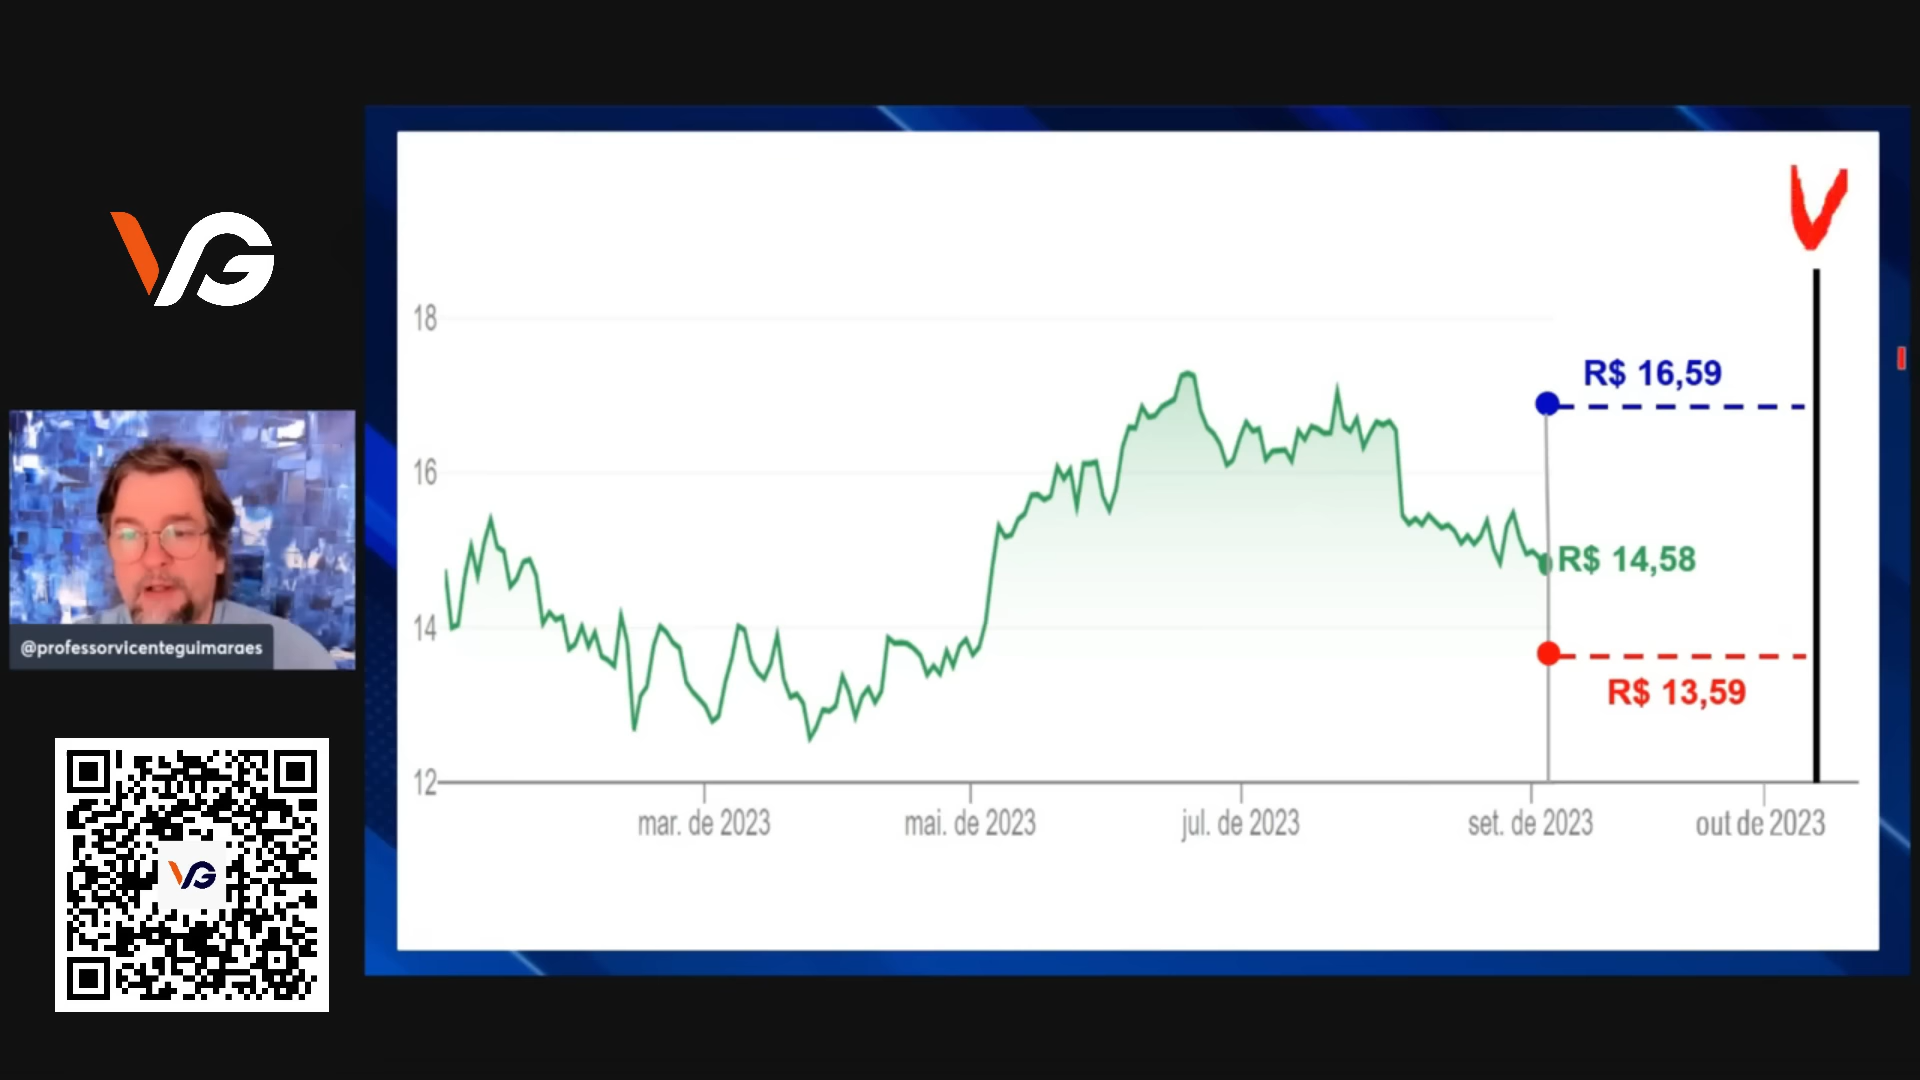 VG
@professorvicenteguimaraes
VG
V
18
16
14
12
R$ 16,59
R$ 14,58
R$ 13,59
mar. de 2023
mai. de 2023
jul. de 2023
set. de 2023
out de 2023